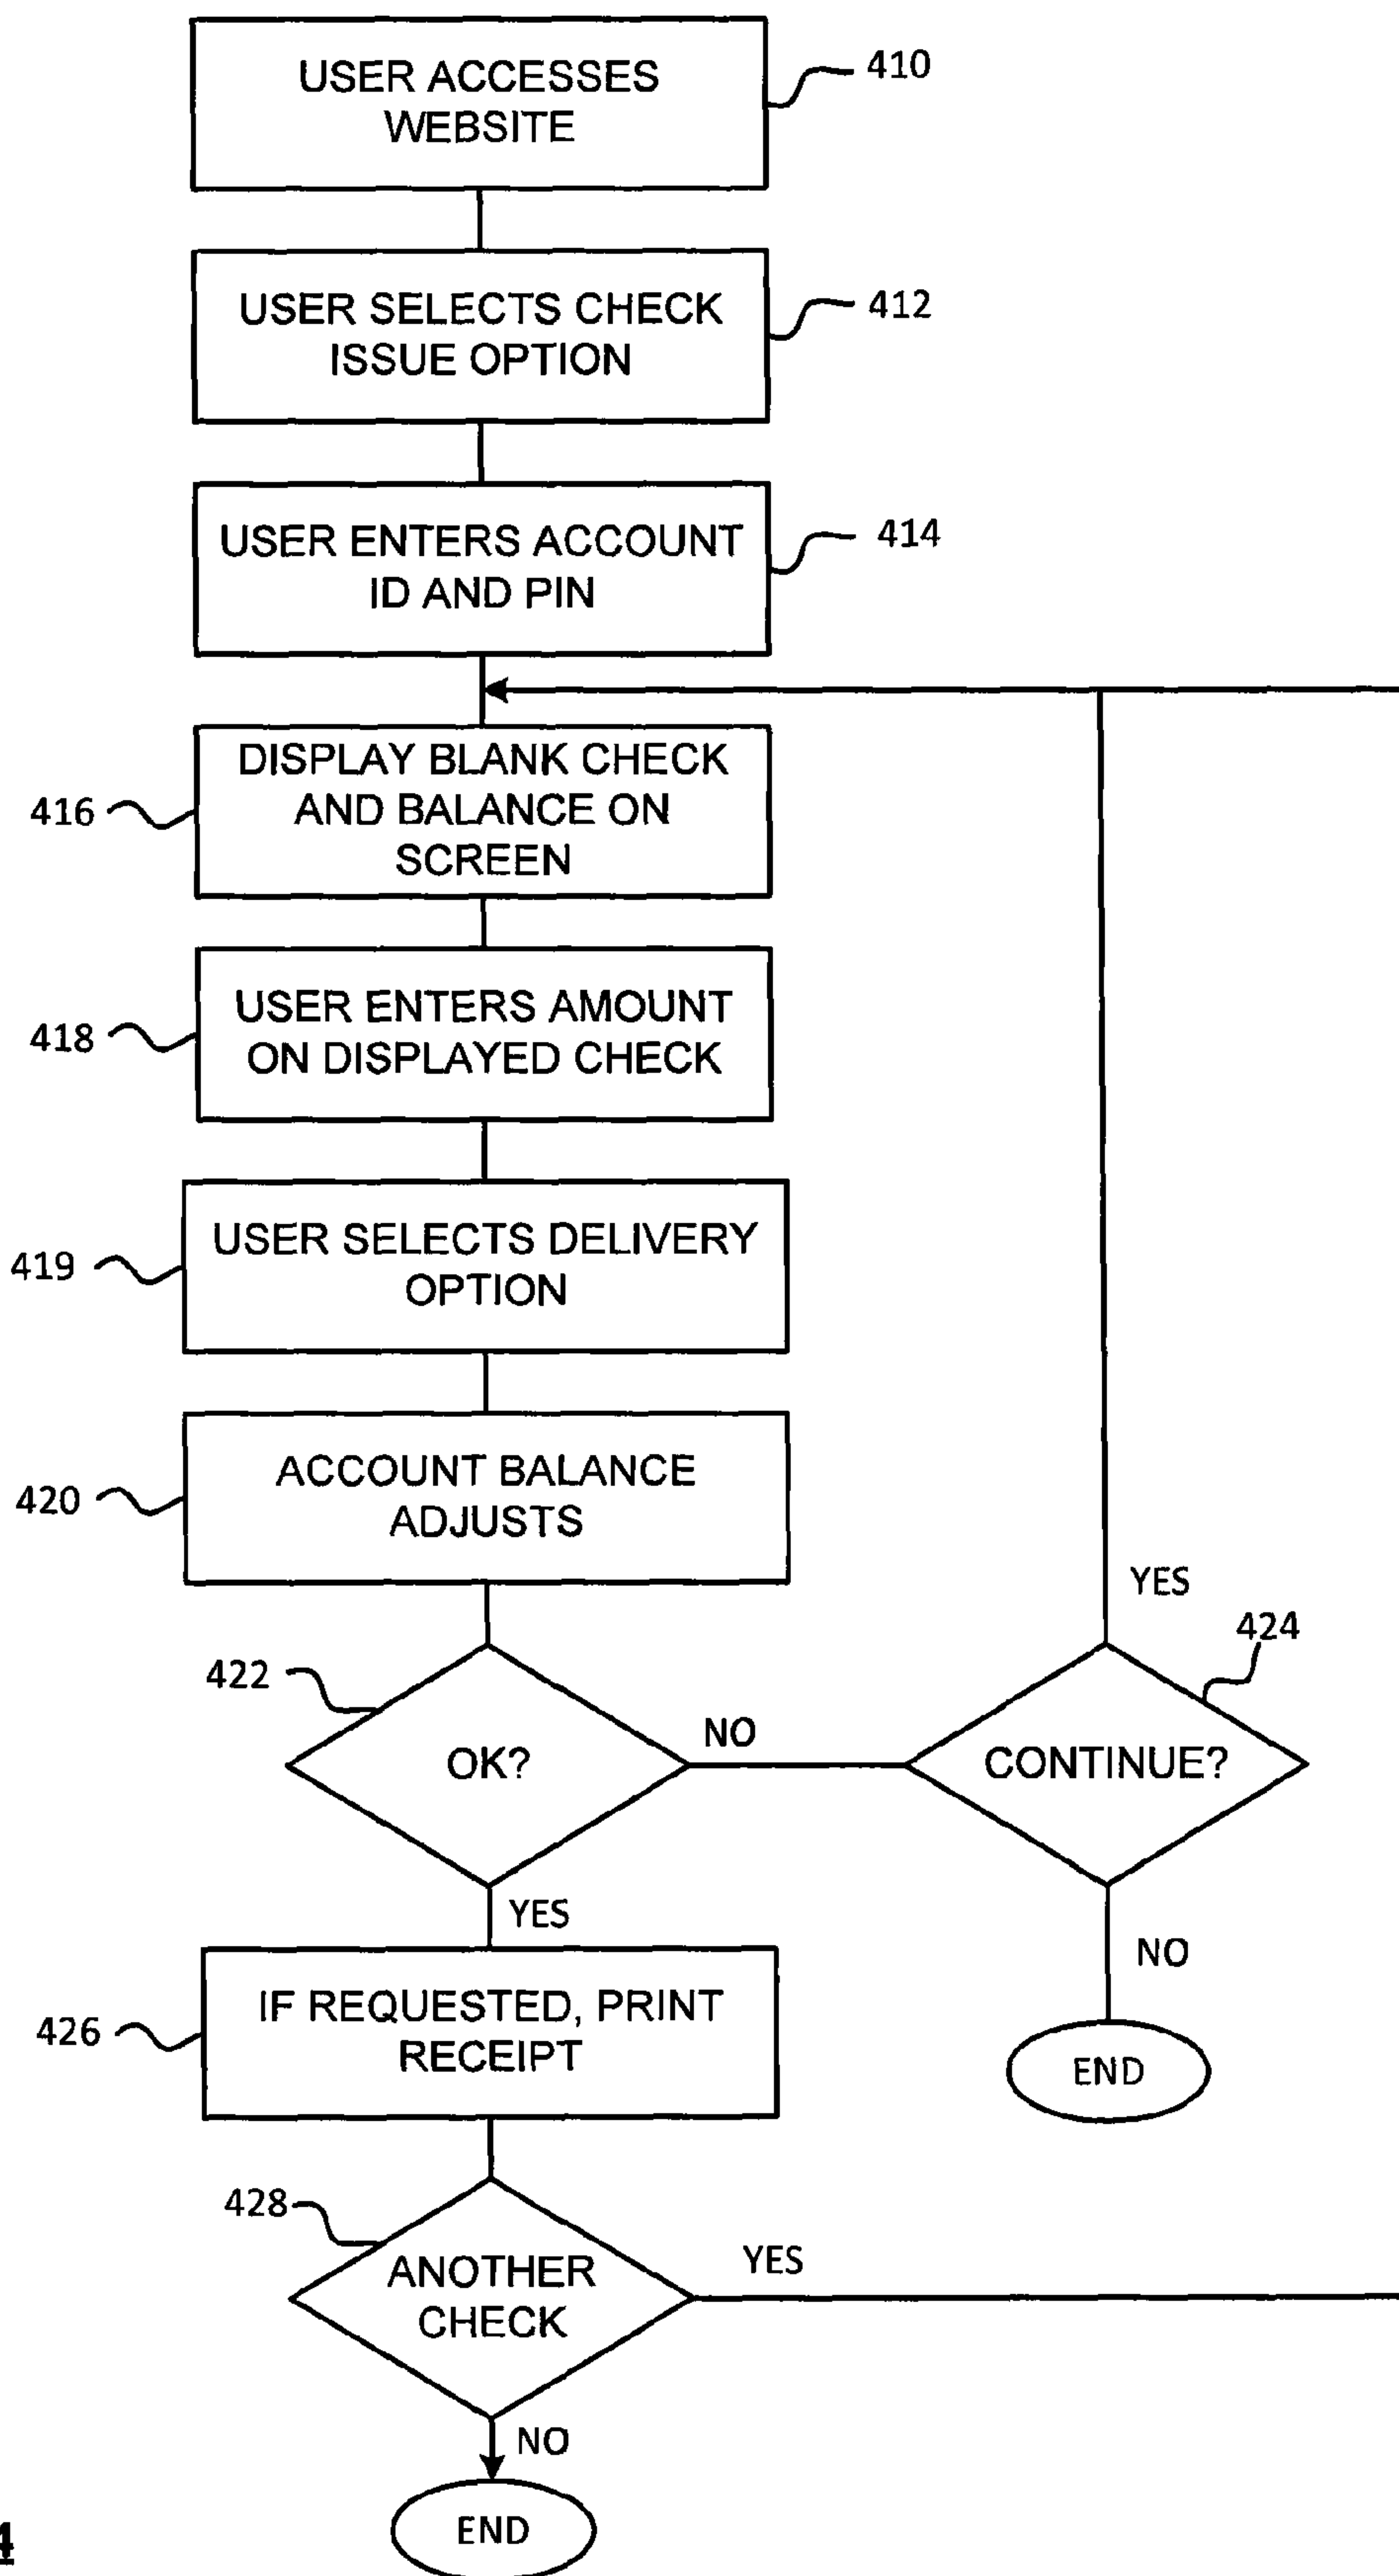 USER ACCESSES
WEBSITE
410
USER SELECTS CHECK
ISSUE OPTION
412
USER ENTERS ACCOUNT
ID AND PIN
414
DISPLAY BLANK CHECK
AND BALANCE ON
SCREEN
416
USER ENTERS AMOUNT
ON DISPLAYED CHECK
418
USER SELECTS DELIVERY
OPTION
419
ACCOUNT BALANCE
ADJUSTS
420
YES
424
422
OK?
NO
CONTINUE?
YES
NO
IF REQUESTED, PRINT
RECEIPT
426
END
428
ANOTHER
CHECK
YES
NO
END
4